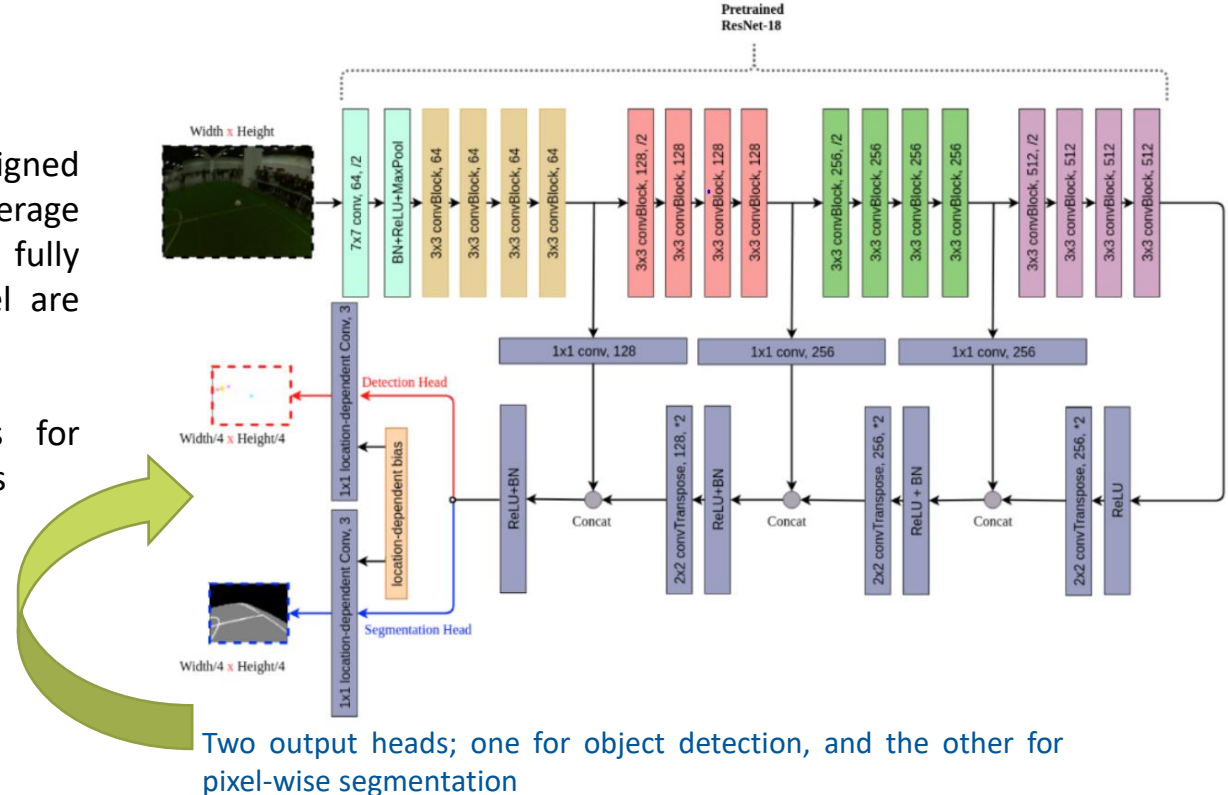 Pretrained
ResNet-18
Width x Height
7x7 conv, 64, /2
BN+ReLU+MaxPool
3x3 convBlock, 64
3x3 convBlock, 64
3x3 convBlock, 64
3x3 convBlock, 64
3x3 convBlock, 128, /2
3x3 convBlock, 128
3x3 convBlock, 128
3x3 convBlock, 128
3x3 convBlock, 256, /2
3x3 convBlock, 256
3x3 convBlock, 256
3x3 convBlock, 256
3x3 convBlock, 512, /2
3x3 convBlock, 512
3x3 convBlock, 512
3x3 convBlock, 512
igned
erage
fully
el are
s for
s
1x1 conv, 128
1x1 conv, 256
1x1 conv, 256
1x1 location-dependent Conv, 3
Detection Head
Width/4 x Height/4
location-dependent bias
ReLU+BN
Concat
2x2 convTranspose, 128, *2
ReLU+BN
Concat
2x2 convTranspose, 256, *2
ReLU + BN
Concat
2x2 convTranspose, 256, *2
ReLU
1x1 location-dependent Conv, 3
Segmentation Head
Width/4 x Height/4
Two output heads; one for object detection, and the other for
pixel-wise segmentation